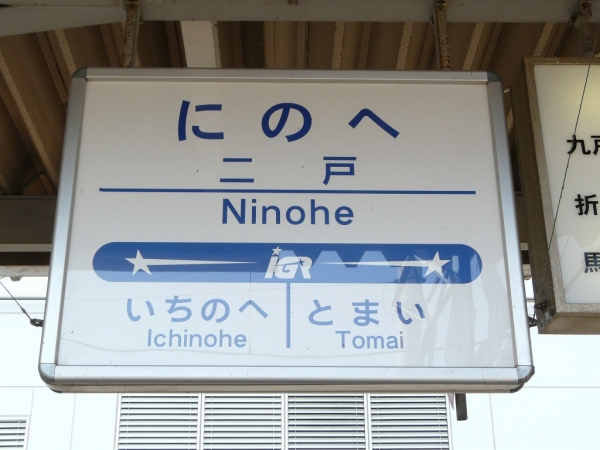 にのへ
二戸
Ninohe
IGR
いちのへ とまい
Ichinohe Tomai
九戸
折
馬